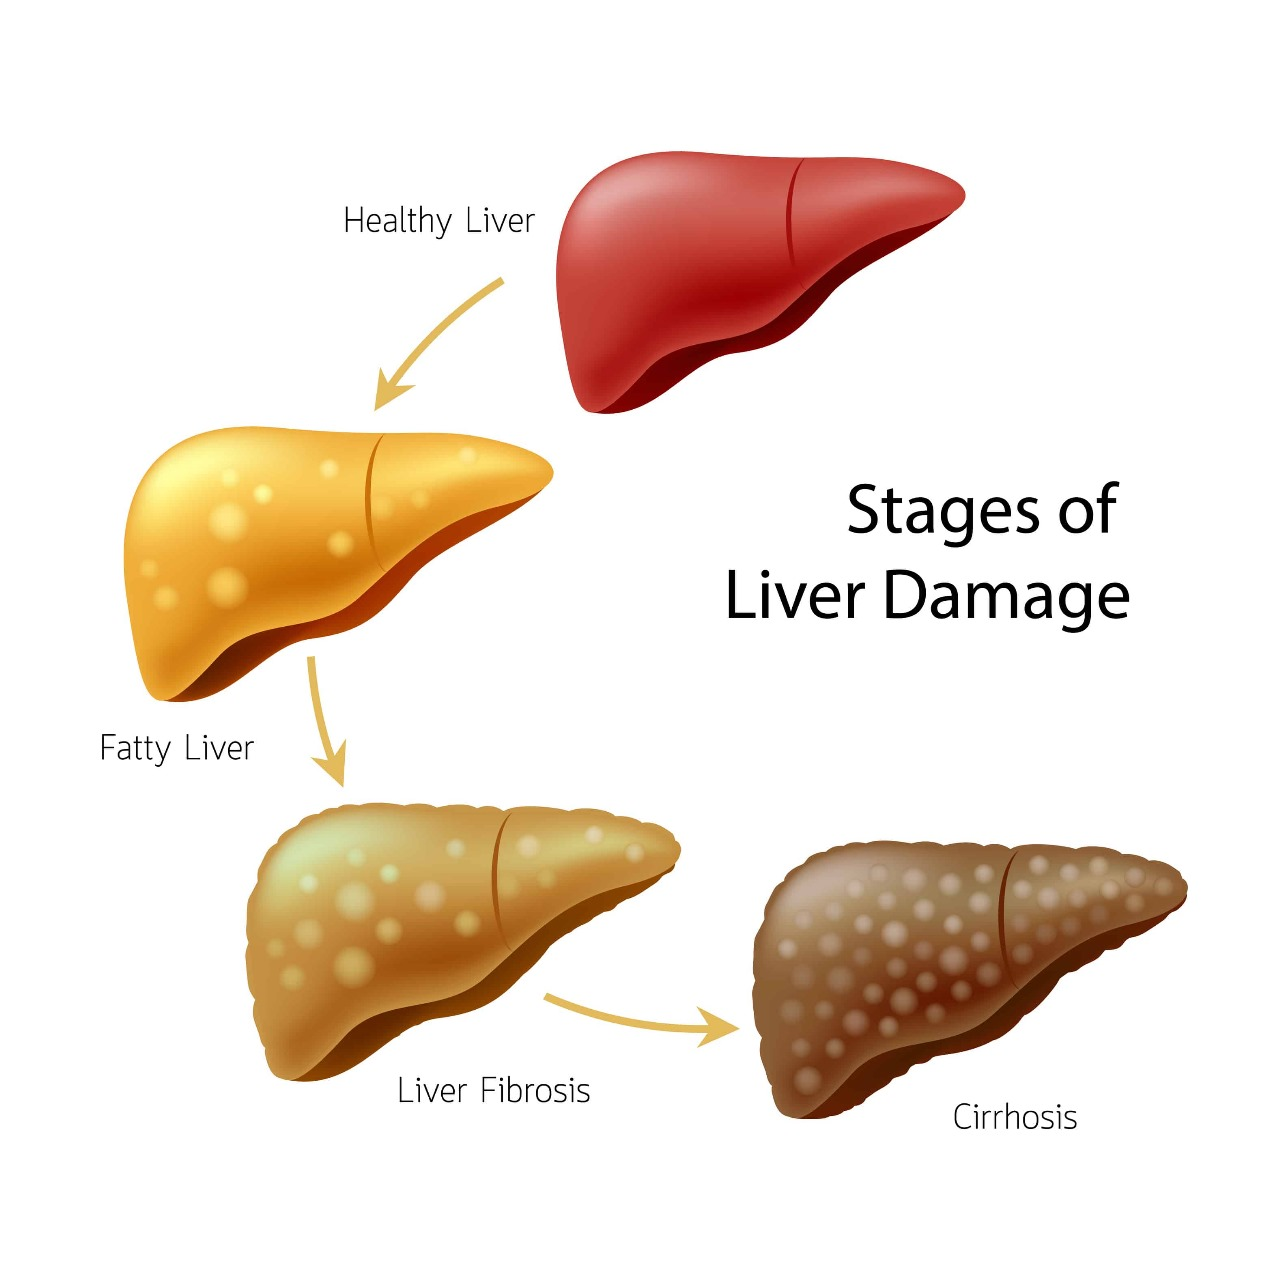 Healthy Liver
Stages of
Liver Damage
Fatty Liver
Liver Fibrosis
Cirrhosis